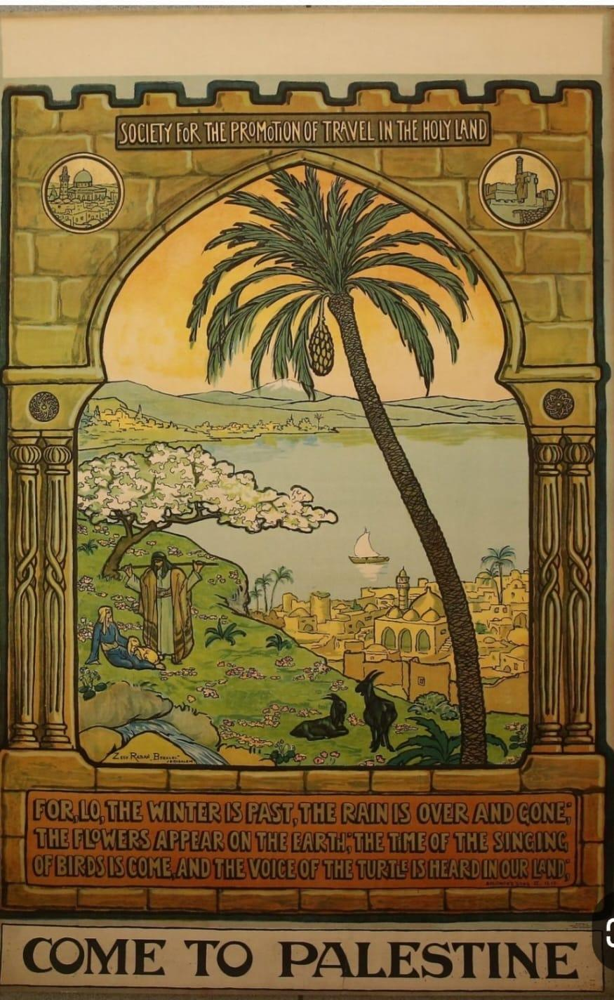 SOCIETY FOR THE PROMOTION OF TRAVEL IN THE HOLY LAND
ZEEV RABAN, BEZALEL
JERUSALEM
FOR, LO, THE WINTER IS PAST, THE RAIN IS OVER AND GONE;
THE FLOWERS APPEAR ON THE EARTH; THE TIME OF THE SINGING
OF BIRDS IS COME, AND THE VOICE OF THE TURTLE IS HEARD IN OUR LAND;
SOLOMON'S SONG II. 11.12
COME TO PALESTINE